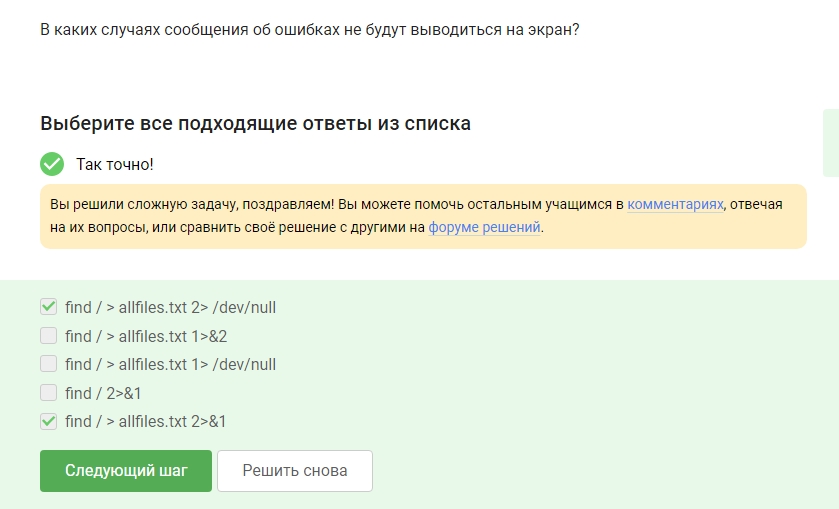 В каких случаях сообщения об ошибках не будут выводиться на экран?
Выберите все подходящие ответы из списка
Так точно!
Вы решили сложную задачу, поздравляем! Вы можете помочь остальным учащимся в комментариях, отвечая
на их вопросы, или сравнить своё решение с другими на форуме решений.
find / > allfiles.txt 2> /dev/null
find / > allfiles.txt 1>&2
find / > allfiles.txt 1> /dev/null
find / 2>&1
find / > allfiles.txt 2>&1
Следующий шаг
Решить снова